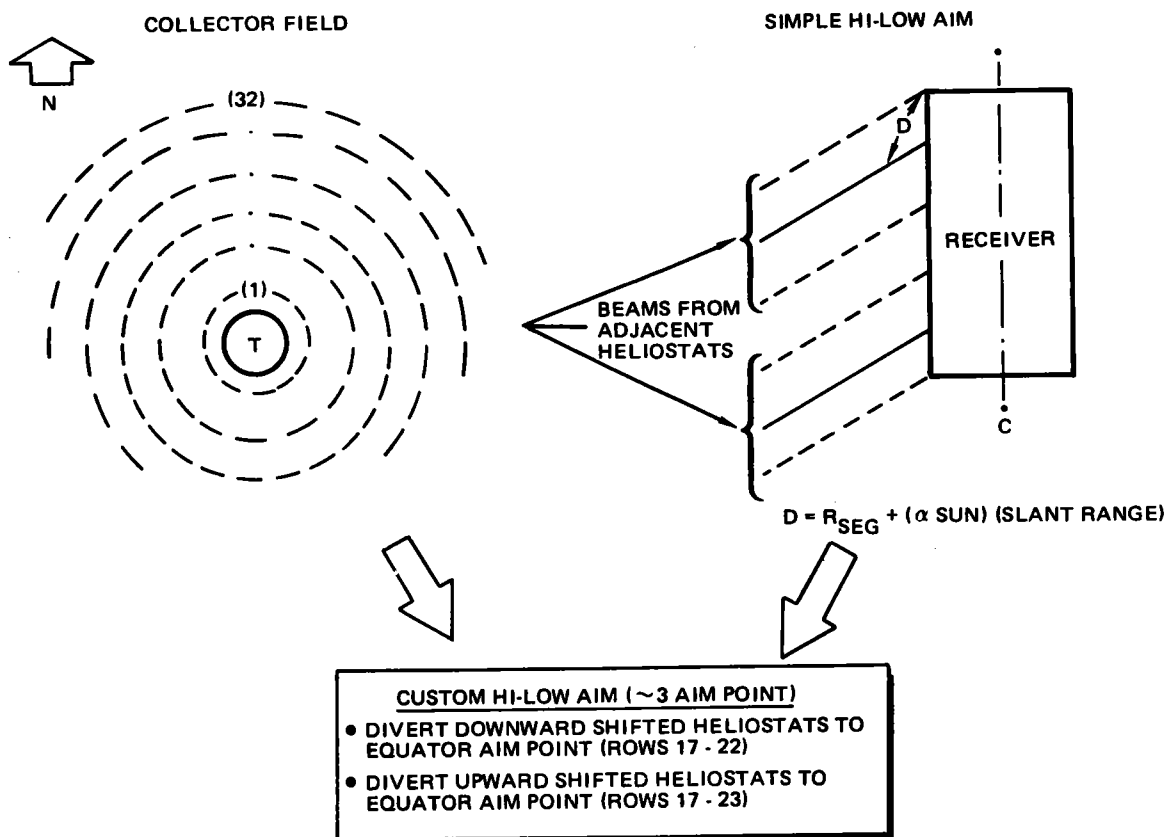 COLLECTOR FIELD
N
(32)
(1)
T
SIMPLE HI-LOW AIM
D
RECEIVER
BEAMS FROM
ADJACENT
HELIOSTATS
C
D = R_SEG + (α SUN) (SLANT RANGE)
CUSTOM HI-LOW AIM (~3 AIM POINT)
• DIVERT DOWNWARD SHIFTED HELIOSTATS TO
EQUATOR AIM POINT (ROWS 17 - 22)
• DIVERT UPWARD SHIFTED HELIOSTATS TO
EQUATOR AIM POINT (ROWS 17 - 23)